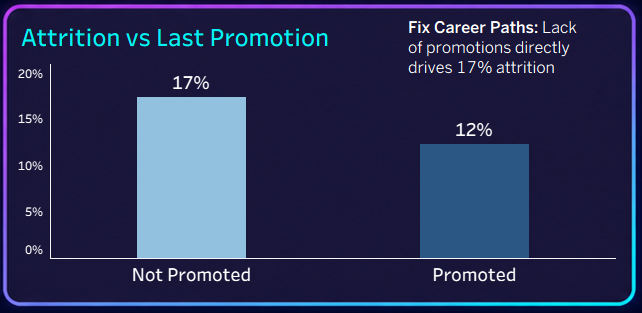 Attrition vs Last Promotion
Fix Career Paths: Lack
of promotions directly
drives 17% attrition
20%
15%
10%
5%
0%
17%
12%
Not Promoted
Promoted